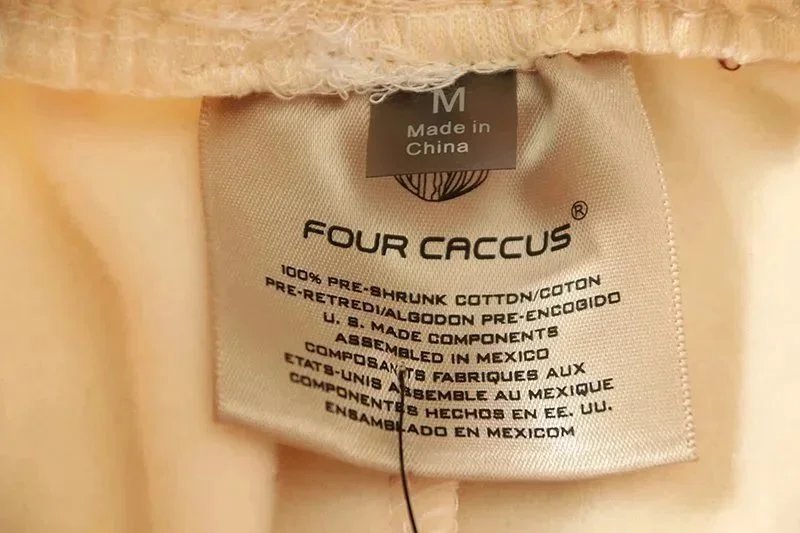 M
Made in
China
FOUR CACCUS®
100% PRE-SHRUNK COTTDN/COTON
PRE-RETREDI/ALGODON PRE-ENCOGIDO
U. S. MADE COMPONENTS
ASSEMBLED IN MEXICO
COMPOSANTS FABRIQUES AUX
ETATS-UNIS ASSEMBLE AU MEXIQUE
COMPONENTES HECHOS EN EE. UU.
ENSAMBLADO EN MEXICOM